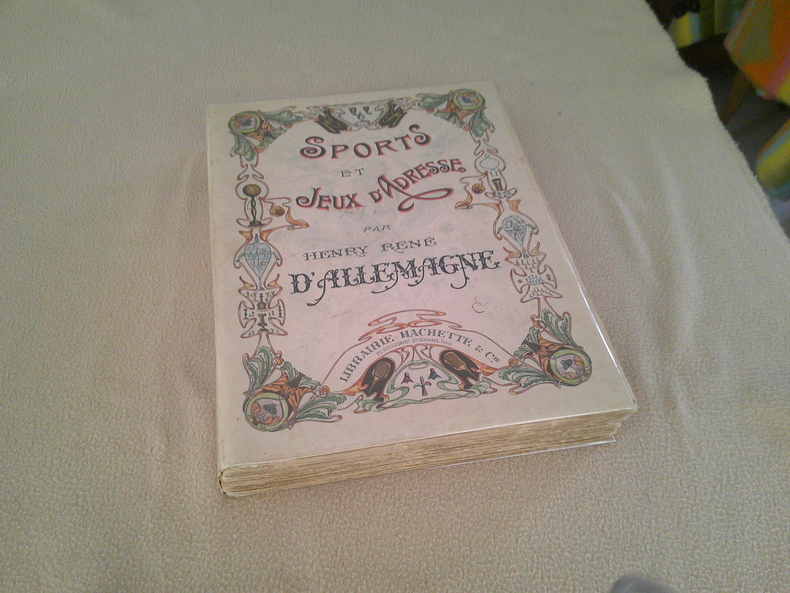 SPORTS
ET
JEUX D'ADRESSE
PAR
HENRY RENÉ
D'ALLEMAGNE
LIBRAIRIE HACHETTE & Cie